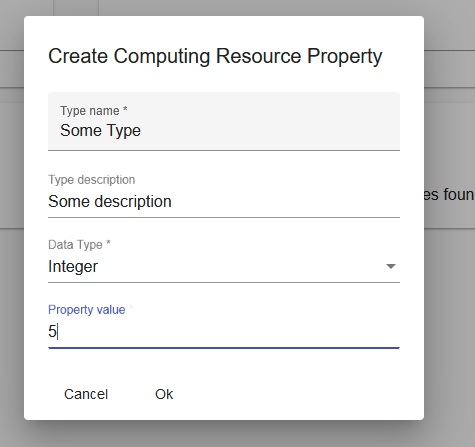 Create Computing Resource Property
Type name *
Some Type
Type description
Some description
es foun
Data Type *
Integer
Property value
5
Cancel
Ok